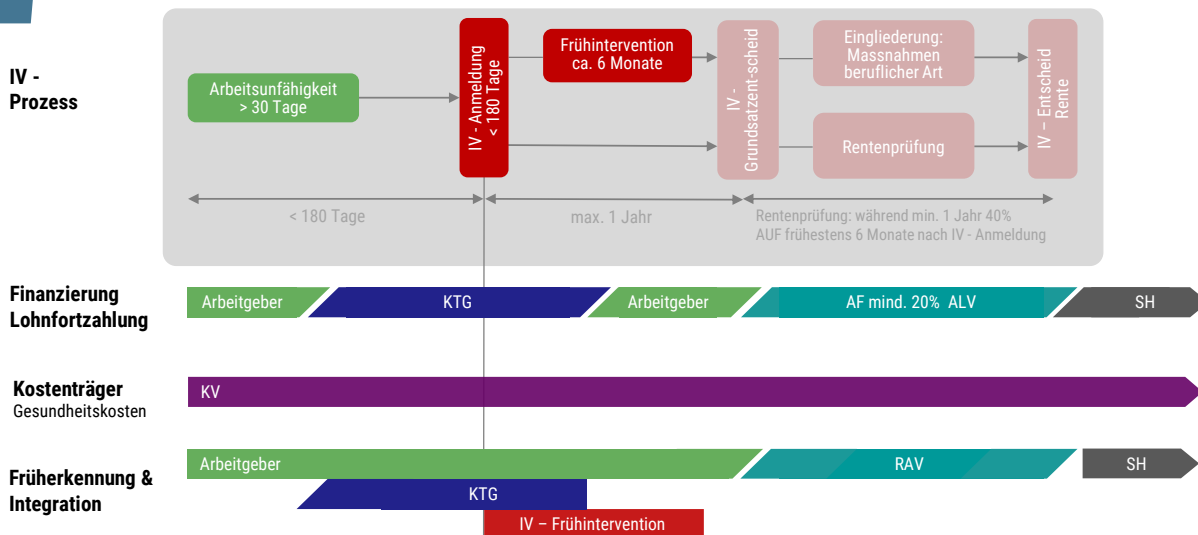 IV -
Prozess
Arbeitsunfähigkeit
> 30 Tage
IV - Anmeldung
< 180 Tage
Frühintervention
ca. 6 Monate
IV -
Grundsatzent-scheid
Eingliederung:
Massnahmen
beruflicher Art
Rentenprüfung
IV – Entscheid
Rente
< 180 Tage
max. 1 Jahr
Rentenprüfung: während min. 1 Jahr 40%
AUF frühestens 6 Monate nach IV - Anmeldung
Finanzierung
Lohnfortzahlung
Arbeitgeber
KTG
Arbeitgeber
AF mind. 20% ALV
SH
Kostenträger
Gesundheitskosten
KV
Früherkennung &
Integration
Arbeitgeber
RAV
SH
KTG
IV – Frühintervention